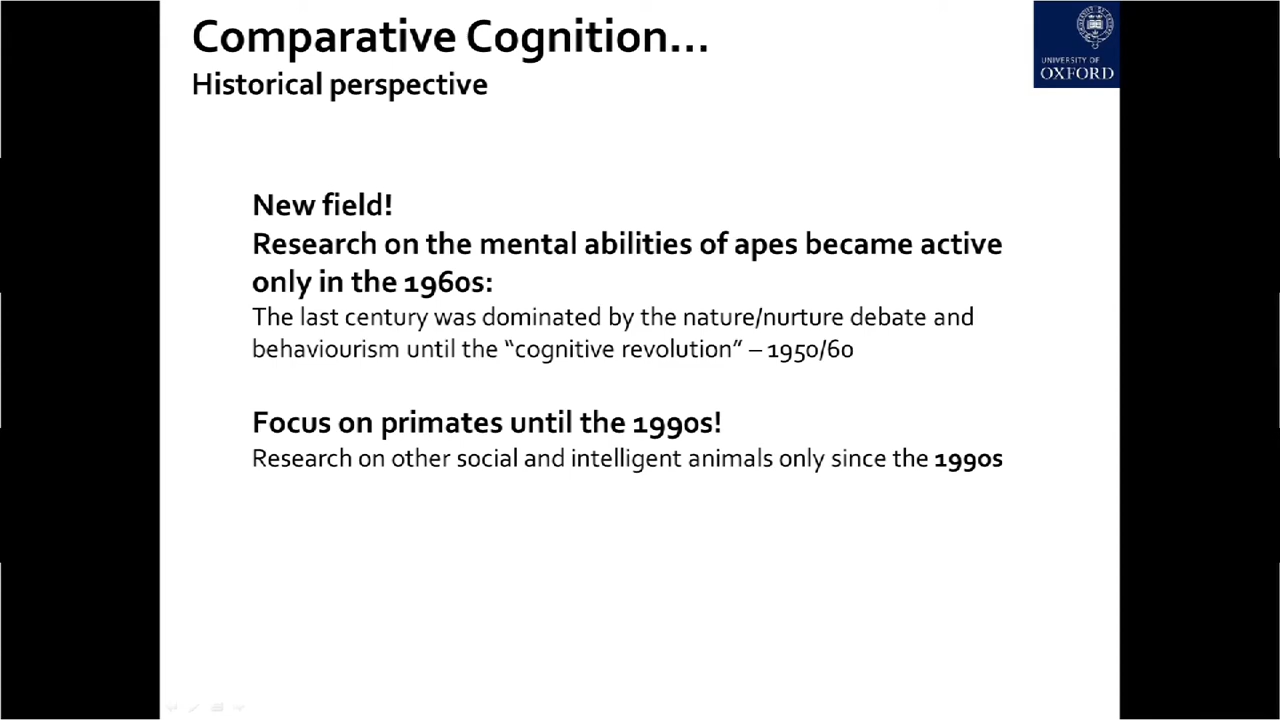 Comparative Cognition...
Historical perspective
UNIVERSITY OF
OXFORD
New field!
Research on the mental abilities of apes became active
only in the 1960s:
The last century was dominated by the nature/nurture debate and
behaviourism until the “cognitive revolution” – 1950/60
Focus on primates until the 1990s!
Research on other social and intelligent animals only since the 1990s